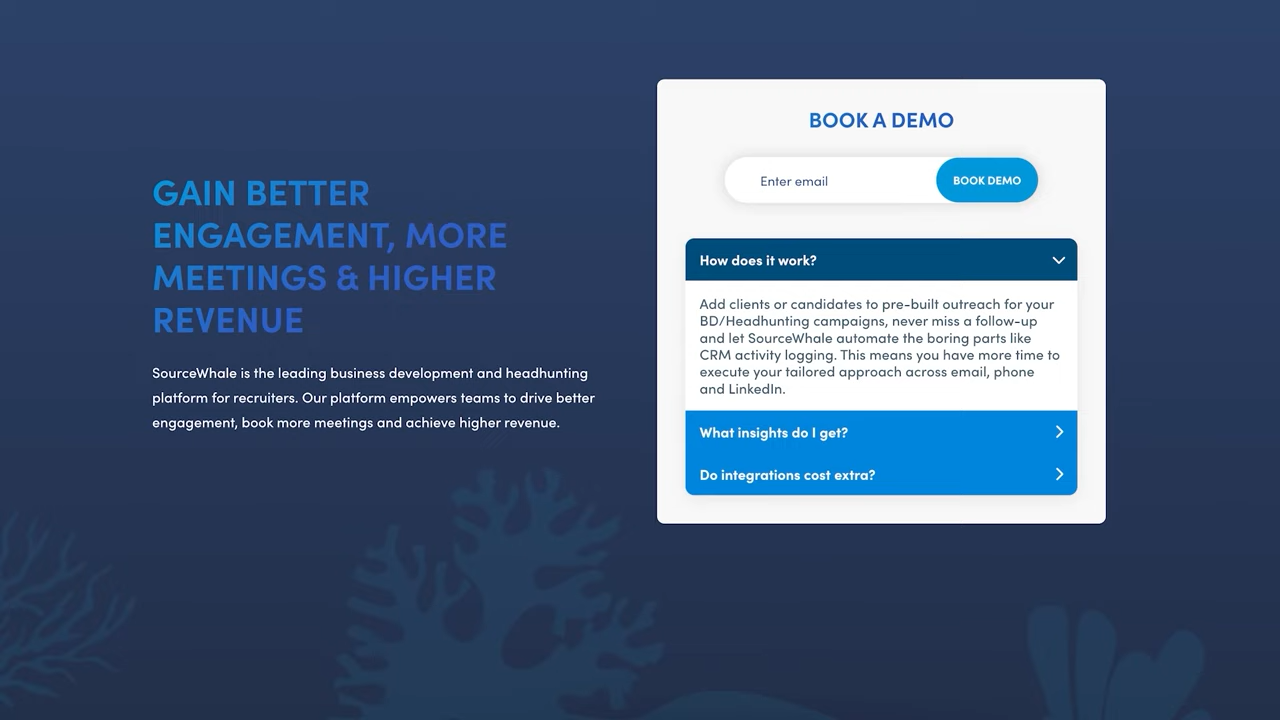 GAIN BETTER
ENGAGEMENT, MORE
MEETINGS & HIGHER
REVENUE
SourceWhale is the leading business development and headhunting
platform for recruiters. Our platform empowers teams to drive better
engagement, book more meetings and achieve higher revenue.
BOOK A DEMO
Enter email
BOOK DEMO
How does it work?
Add clients or candidates to pre-built outreach for your
BD/Headhunting campaigns, never miss a follow-up
and let SourceWhale automate the boring parts like
CRM activity logging. This means you have more time to
execute your tailored approach across email, phone
and LinkedIn.
What insights do I get?
Do integrations cost extra?